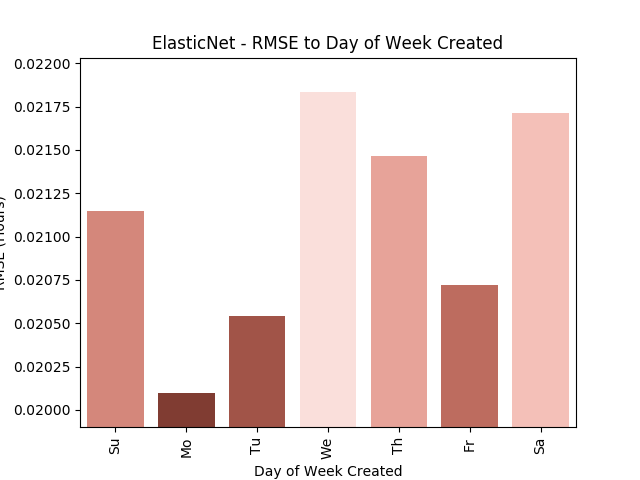 ElasticNet - RMSE to Day of Week Created
RMSE (Hours)
0.02200
0.02175
0.02150
0.02125
0.02100
0.02075
0.02050
0.02025
0.02000
Su
Mo
Tu
We
Th
Fr
Sa
Day of Week Created